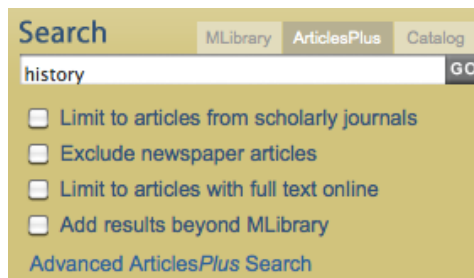 Search MLibrary ArticlesPlus Catalog
history GO
Limit to articles from scholarly journals
Exclude newspaper articles
Limit to articles with full text online
Add results beyond MLibrary
Advanced ArticlesPlus Search